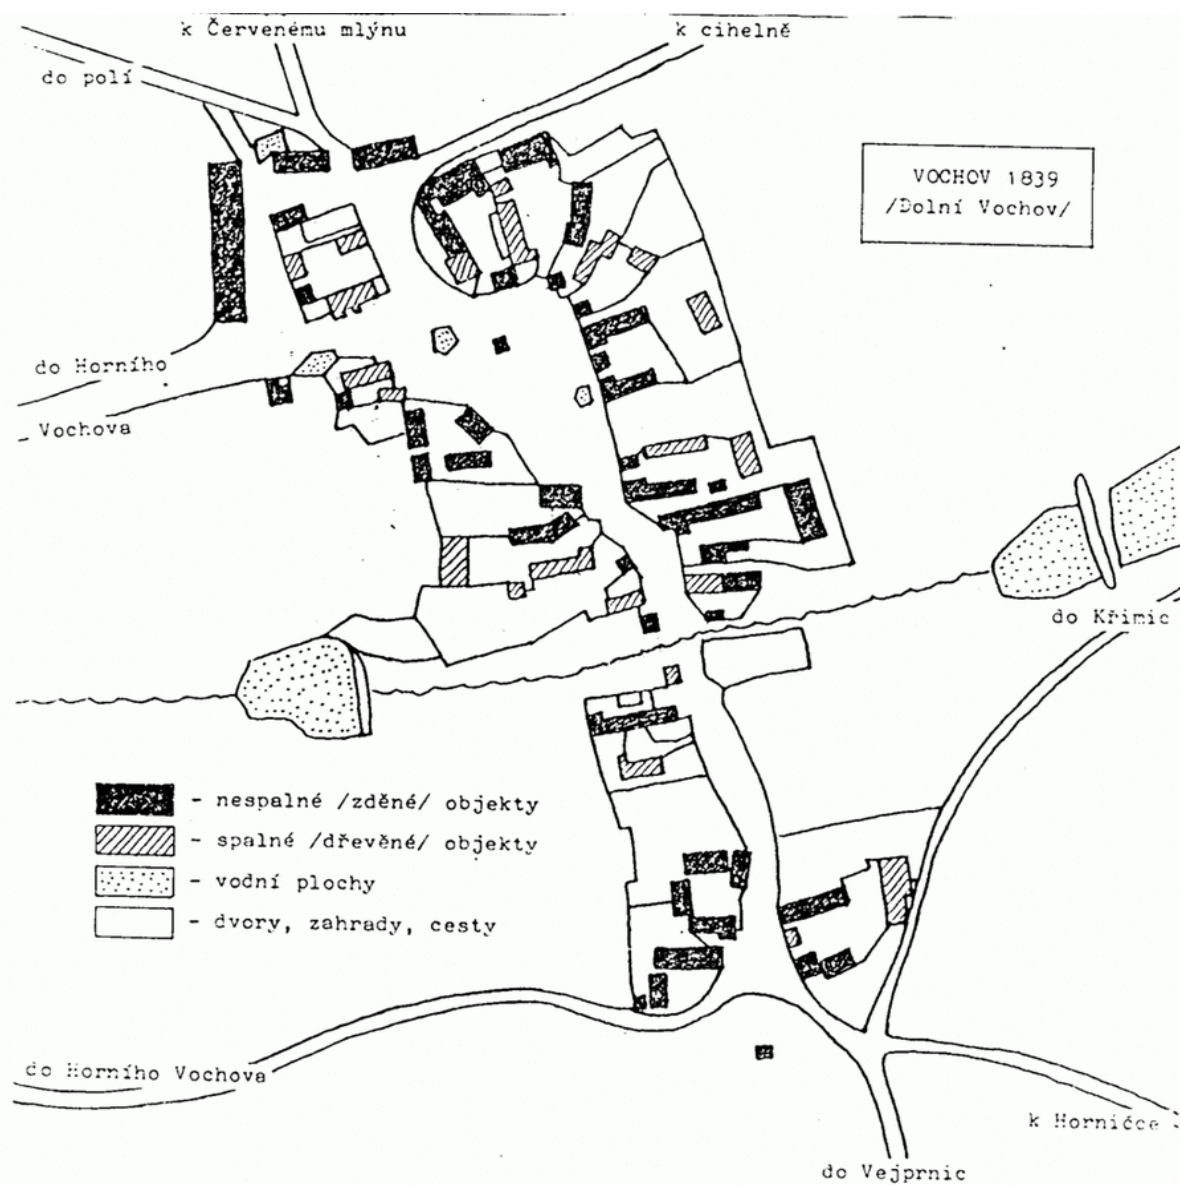 k Červenému mlýnu
k cihelně
do polí
VOCHOV 1839
/Dolní Vochov/
do Horního
Vochova
do Křimic
- nespalné /zděné/ objekty
- spalné /dřevěné/ objekty
- vodní plochy
- dvory, zahrady, cesty
do Horního Vochova
k Horničce
do Vejprnic